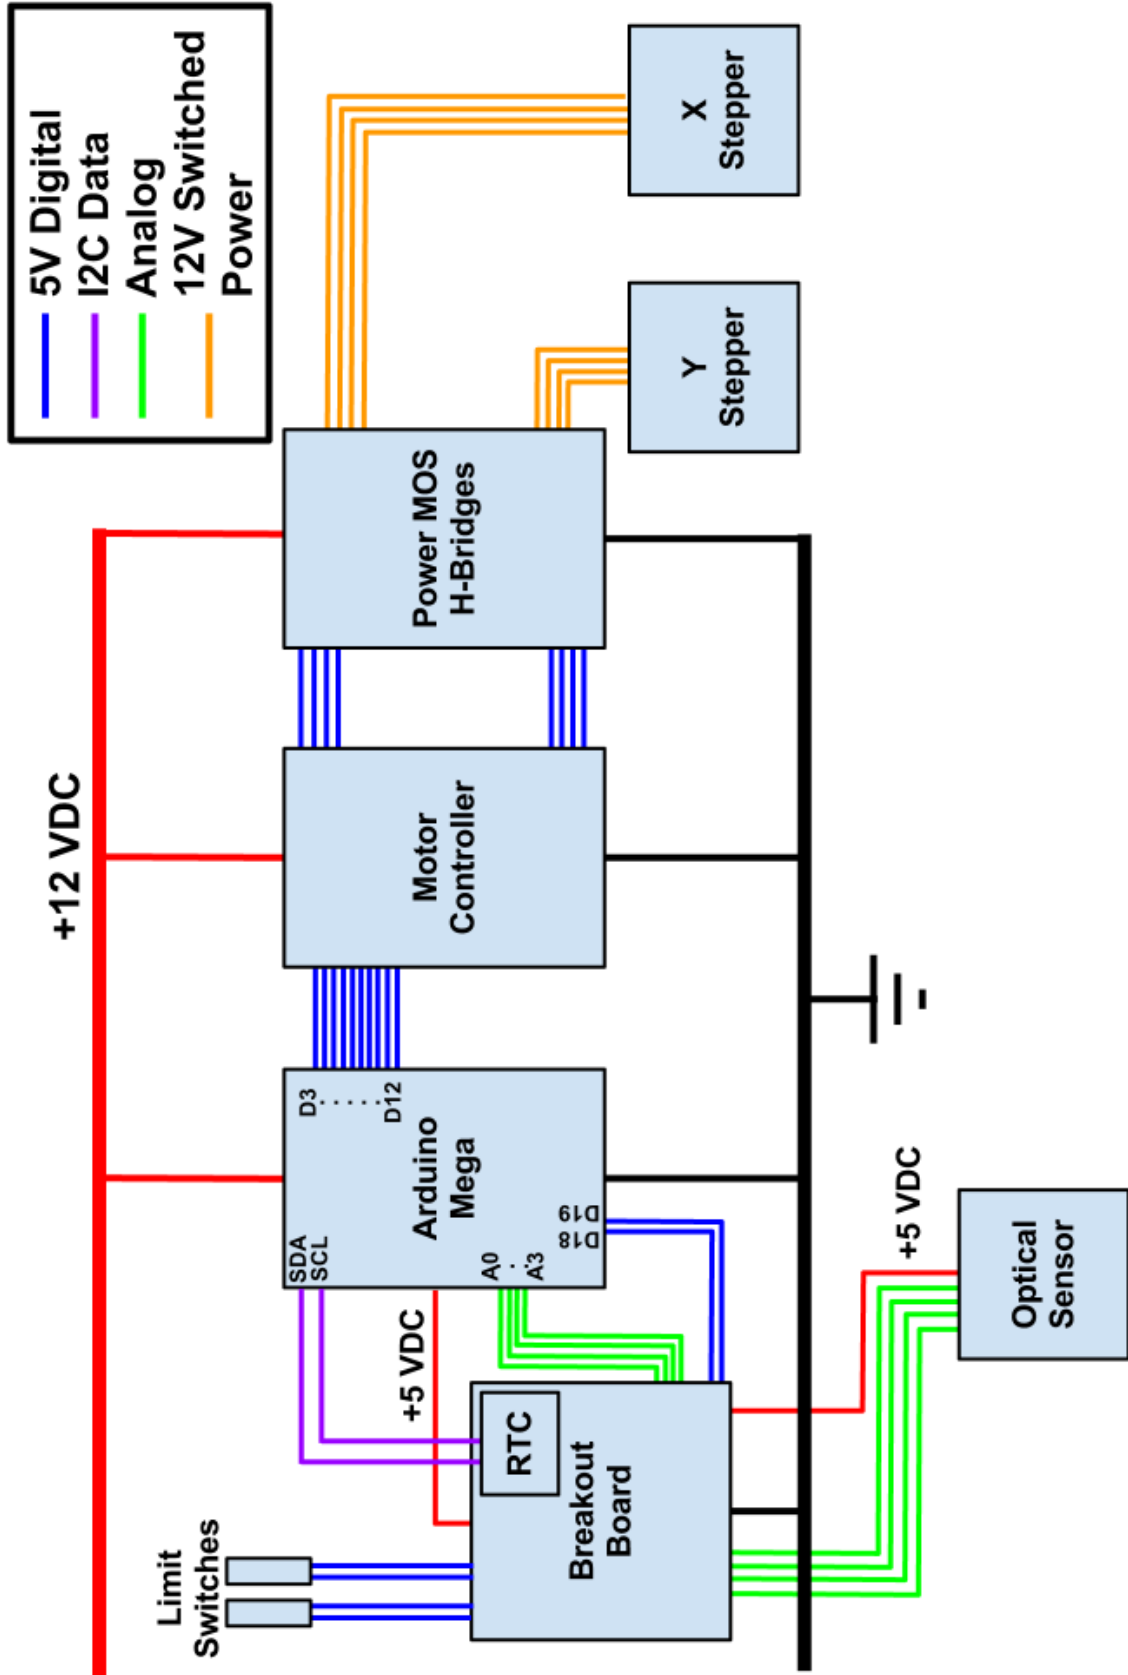 +12 VDC
5V Digital
I2C Data
Analog
12V Switched
Power
Limit
Switches
SDA
SCL
D3
.....
D12
+5 VDC
A0
:
A3
D18
D19
Arduino
Mega
Motor
Controller
Power MOS
H-Bridges
RTC
Breakout
Board
Y
Stepper
X
Stepper
+5 VDC
Optical
Sensor